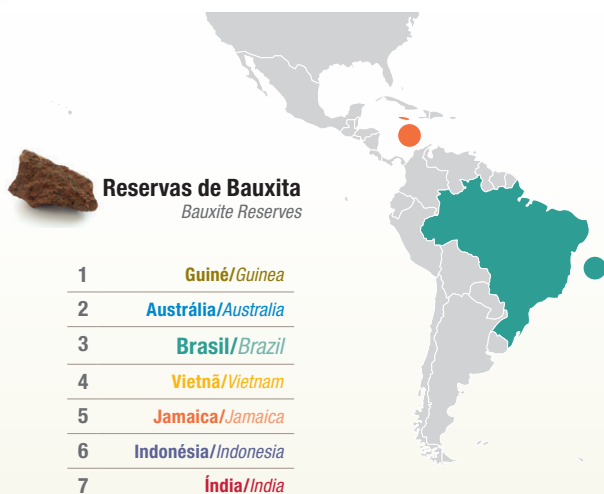 Reservas de Bauxita
Bauxite Reserves
1 Guiné/Guinea
2 Austrália/Australia
3 Brasil/Brazil
4 Vietnã/Vietnam
5 Jamaica/Jamaica
6 Indonésia/Indonesia
7 Índia/India